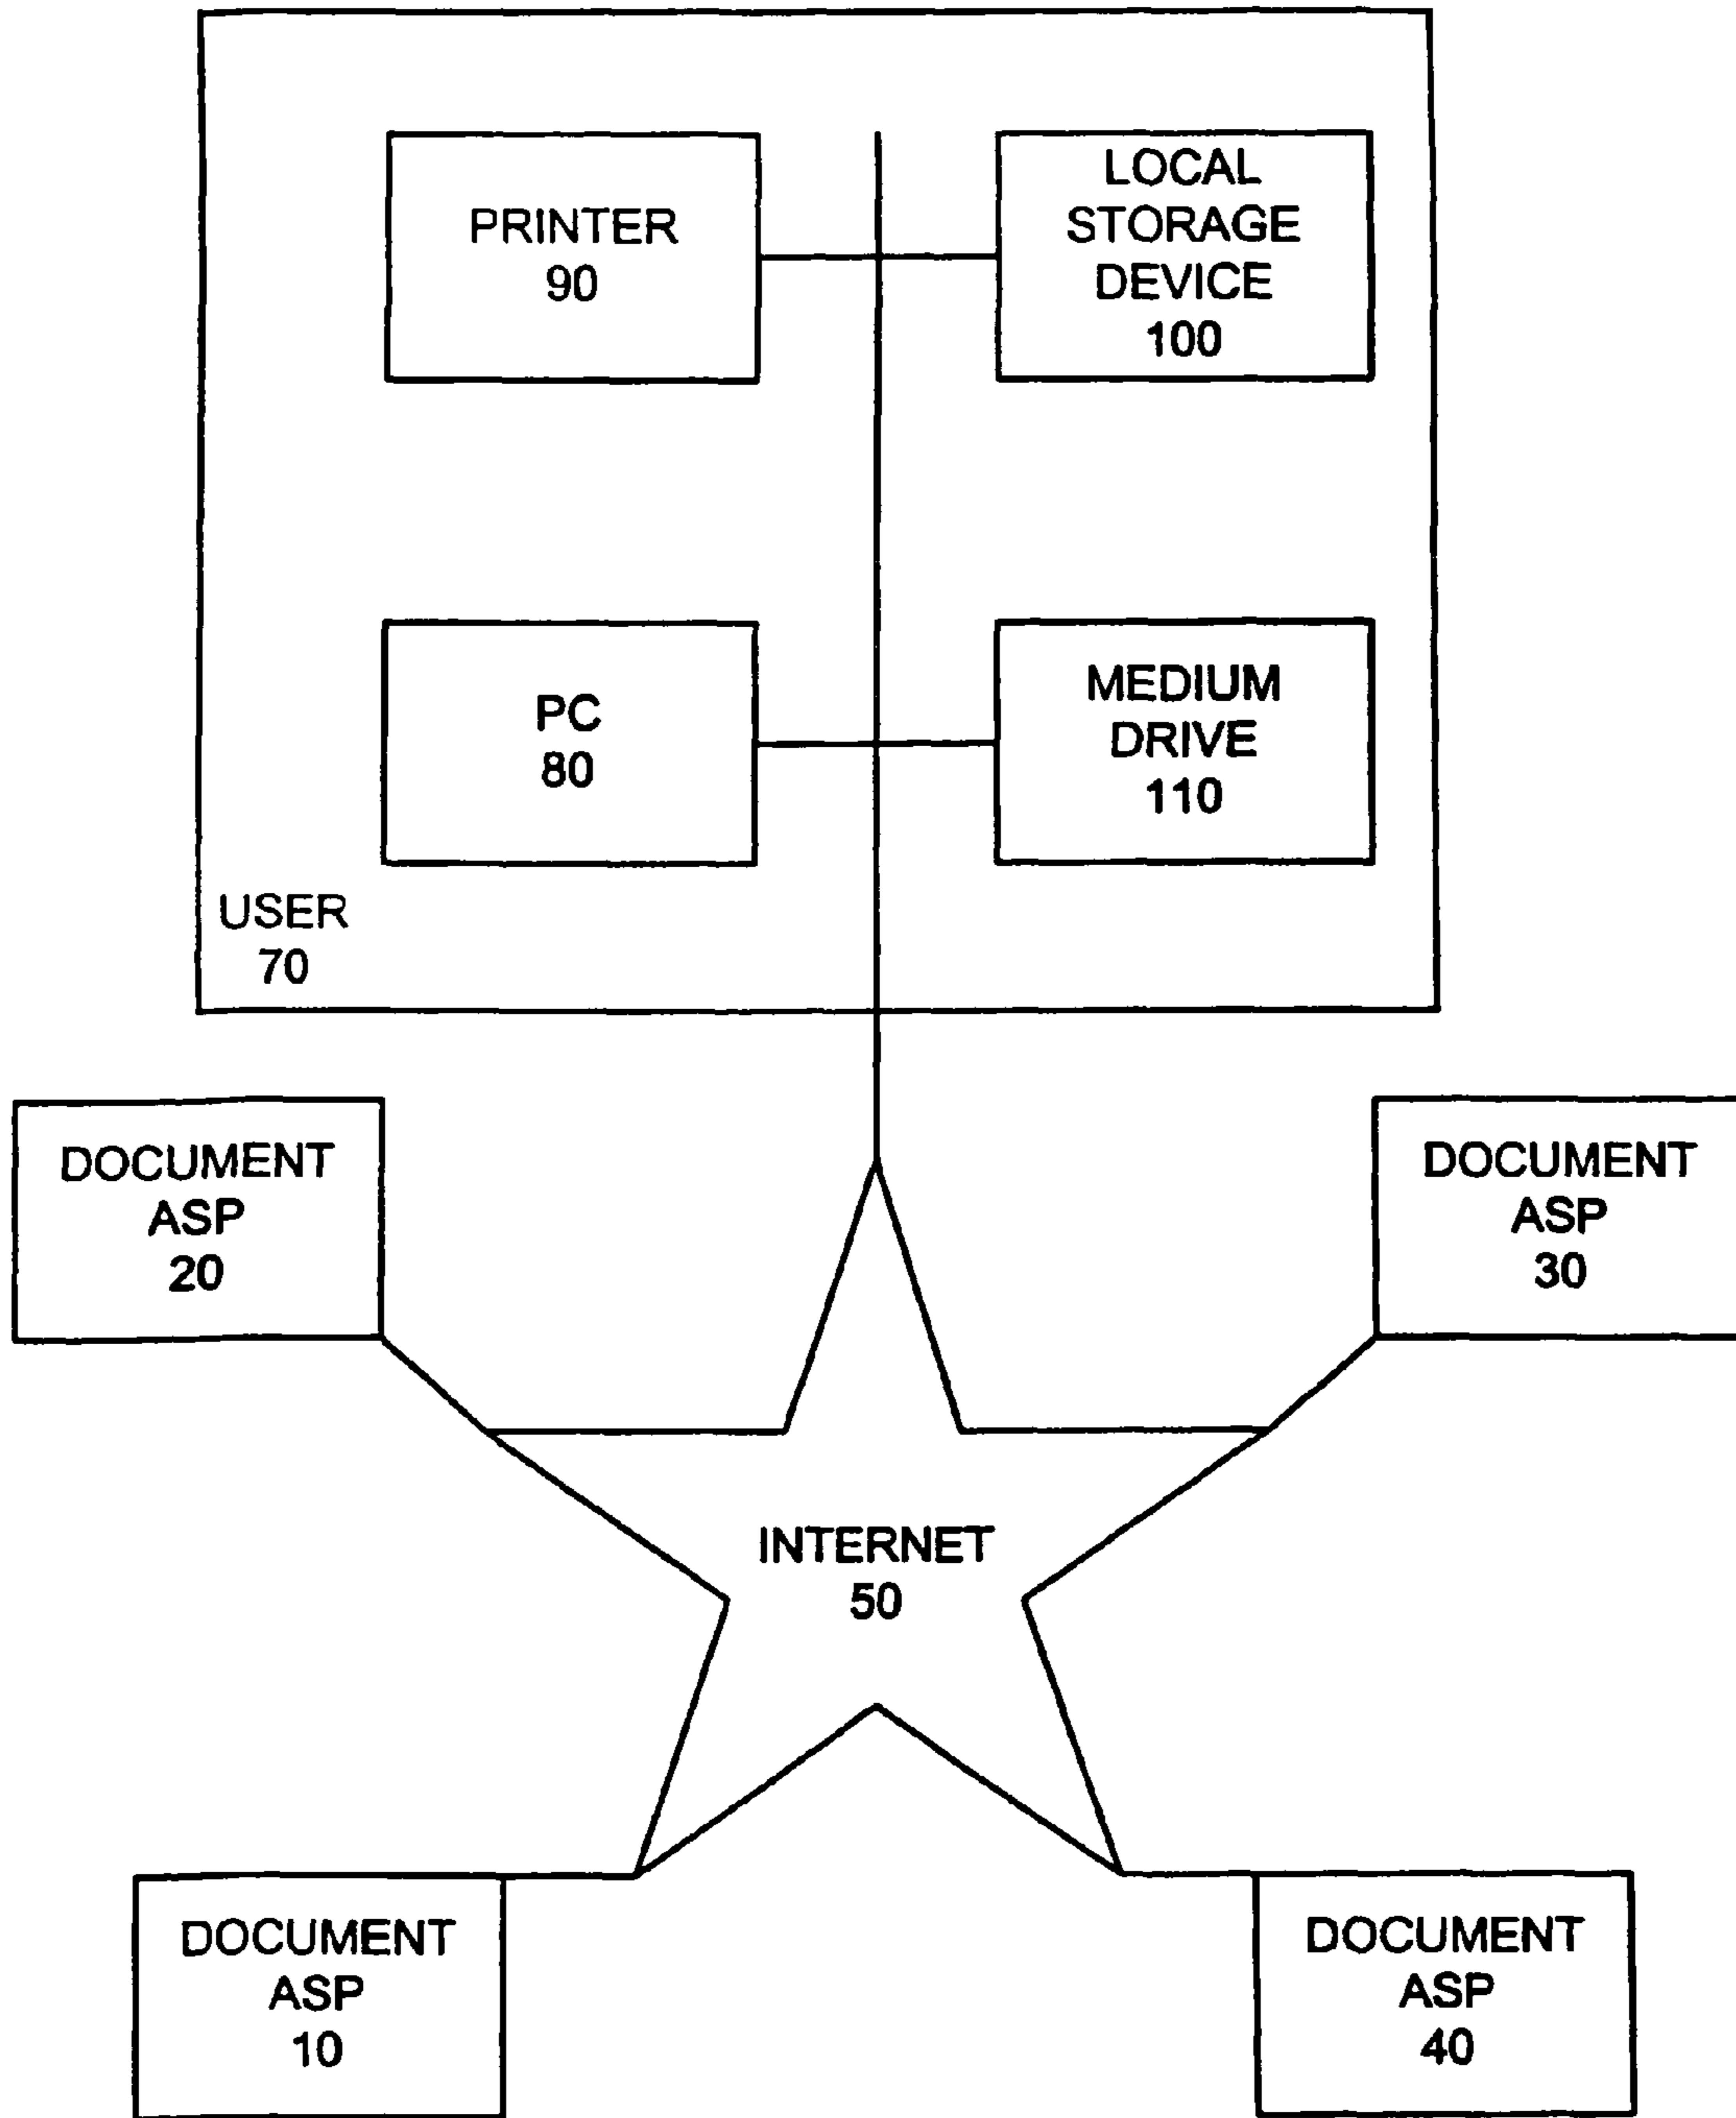 PRINTER
90
LOCAL
STORAGE
DEVICE
100
PC
80
MEDIUM
DRIVE
110
USER
70
DOCUMENT
ASP
20
DOCUMENT
ASP
30
INTERNET
50
DOCUMENT
ASP
10
DOCUMENT
ASP
40